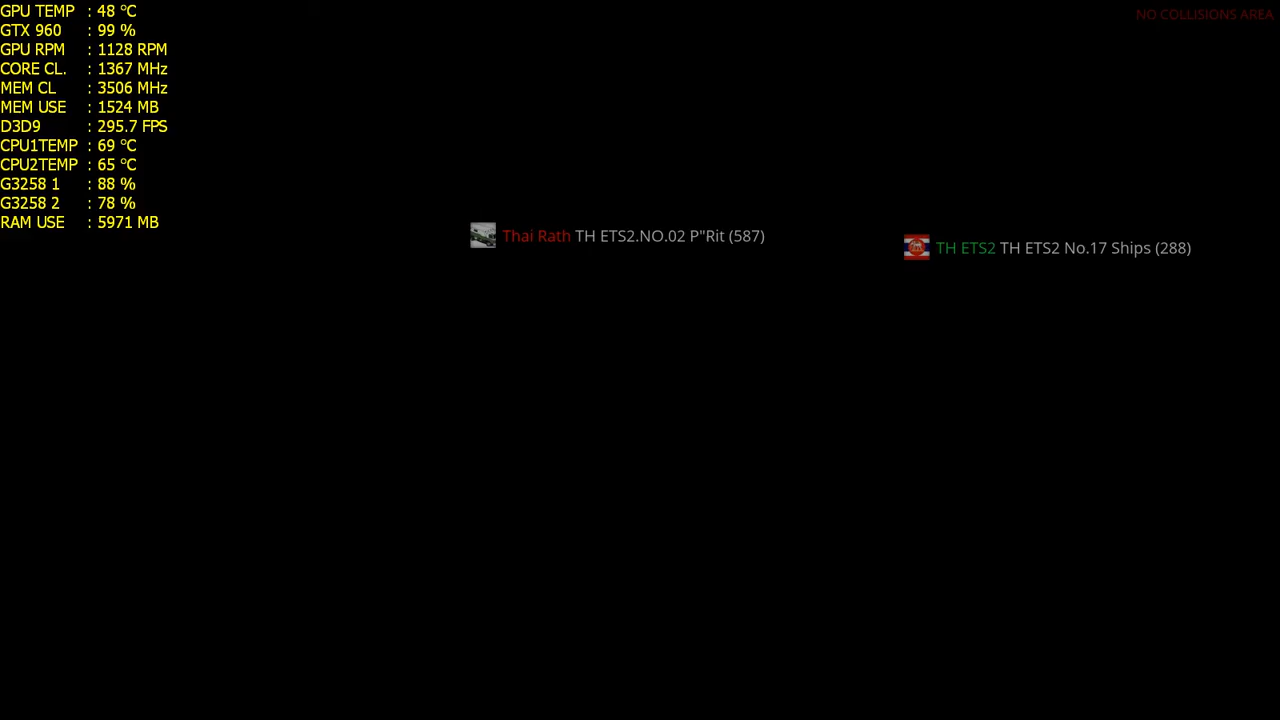 GPU TEMP : 48 °C
GTX 960 : 99 %
GPU RPM : 1128 RPM
CORE CL. : 1367 MHz
MEM CL : 3506 MHz
MEM USE : 1524 MB
D3D9 : 295.7 FPS
CPU1TEMP : 69 °C
CPU2TEMP : 65 °C
G3258 1 : 88 %
G3258 2 : 78 %
RAM USE : 5971 MB
NO COLLISIONS AREA
Thai Rath TH ETS2.NO.02 P"Rit (587)
TH ETS2 TH ETS2 No.17 Ships (288)